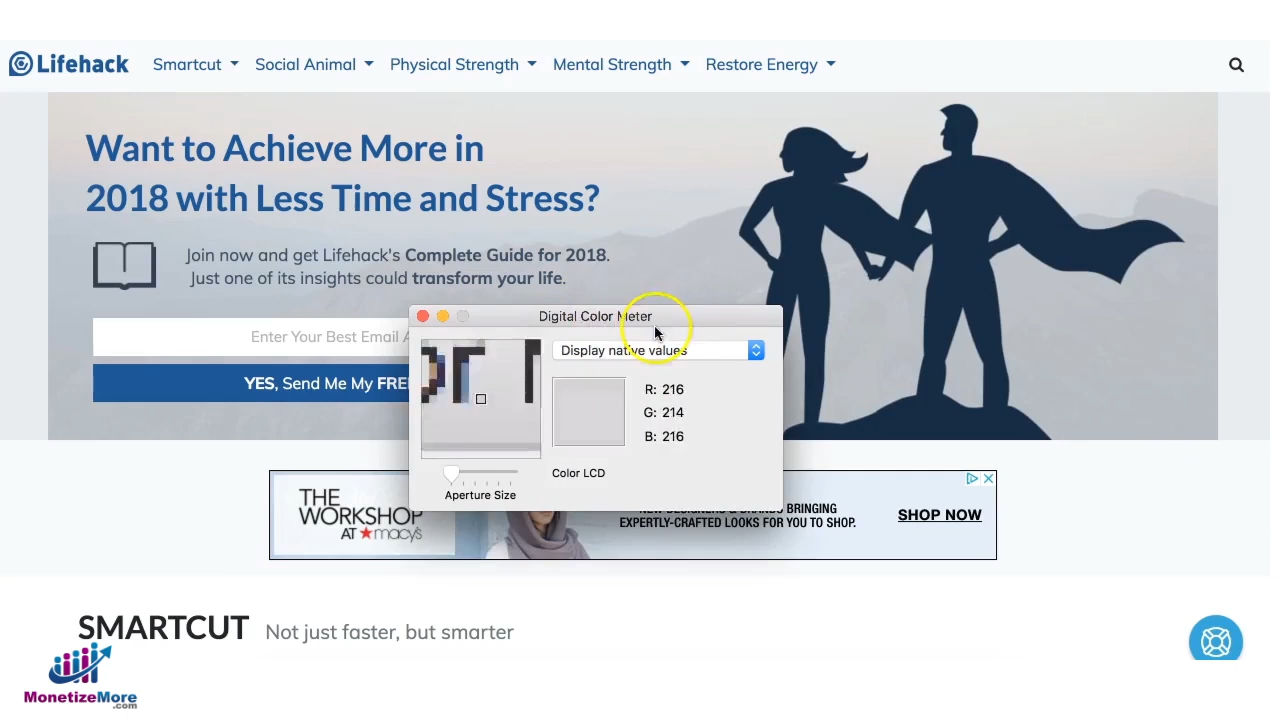 Lifehack Smartcut Social Animal Physical Strength Mental Strength Restore Energy
Want to Achieve More in
2018 with Less Time and Stress?
Join now and get Lifehack's Complete Guide for 2018.
Just one of its insights could transform your life.
Enter Your Best Email A
YES, Send Me My FREE
Digital Color Meter
Display native values
R: 216
G: 214
B: 216
Aperture Size
Color LCD
THE
WORKSHOP
AT ★macy's
BRINGING
EXPERTLY-CRAFTED LOOKS FOR YOU TO SHOP.
SHOP NOW
SMARTCUT Not just faster, but smarter
MonetizeMore
.com